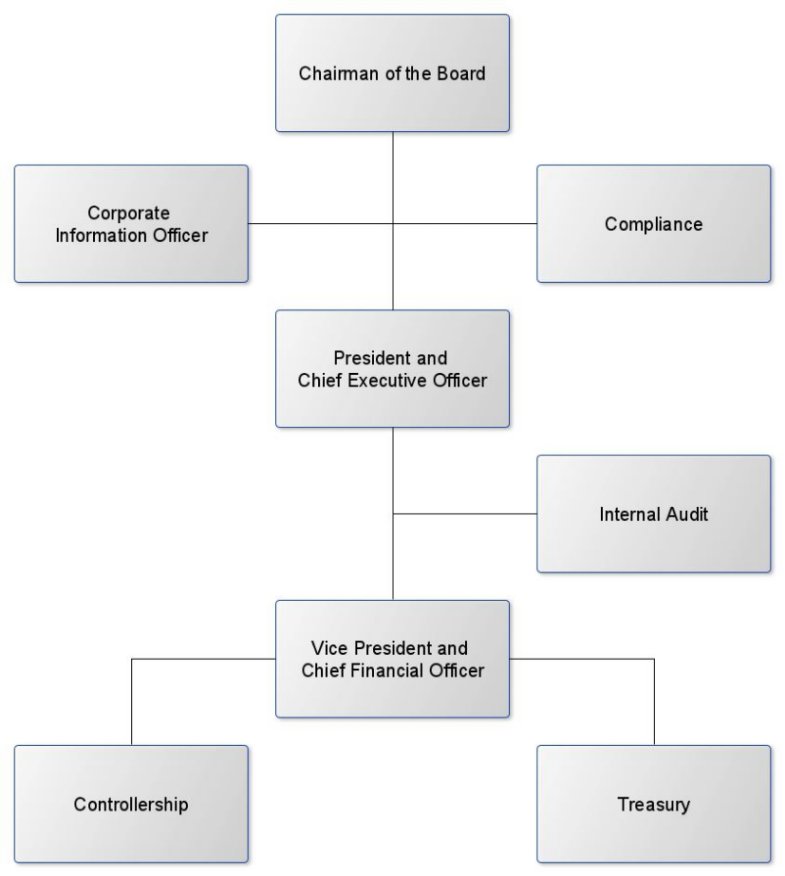 Chairman of the Board
Corporate
Information Officer
Compliance
President and
Chief Executive Officer
Internal Audit
Vice President and
Chief Financial Officer
Controllership
Treasury